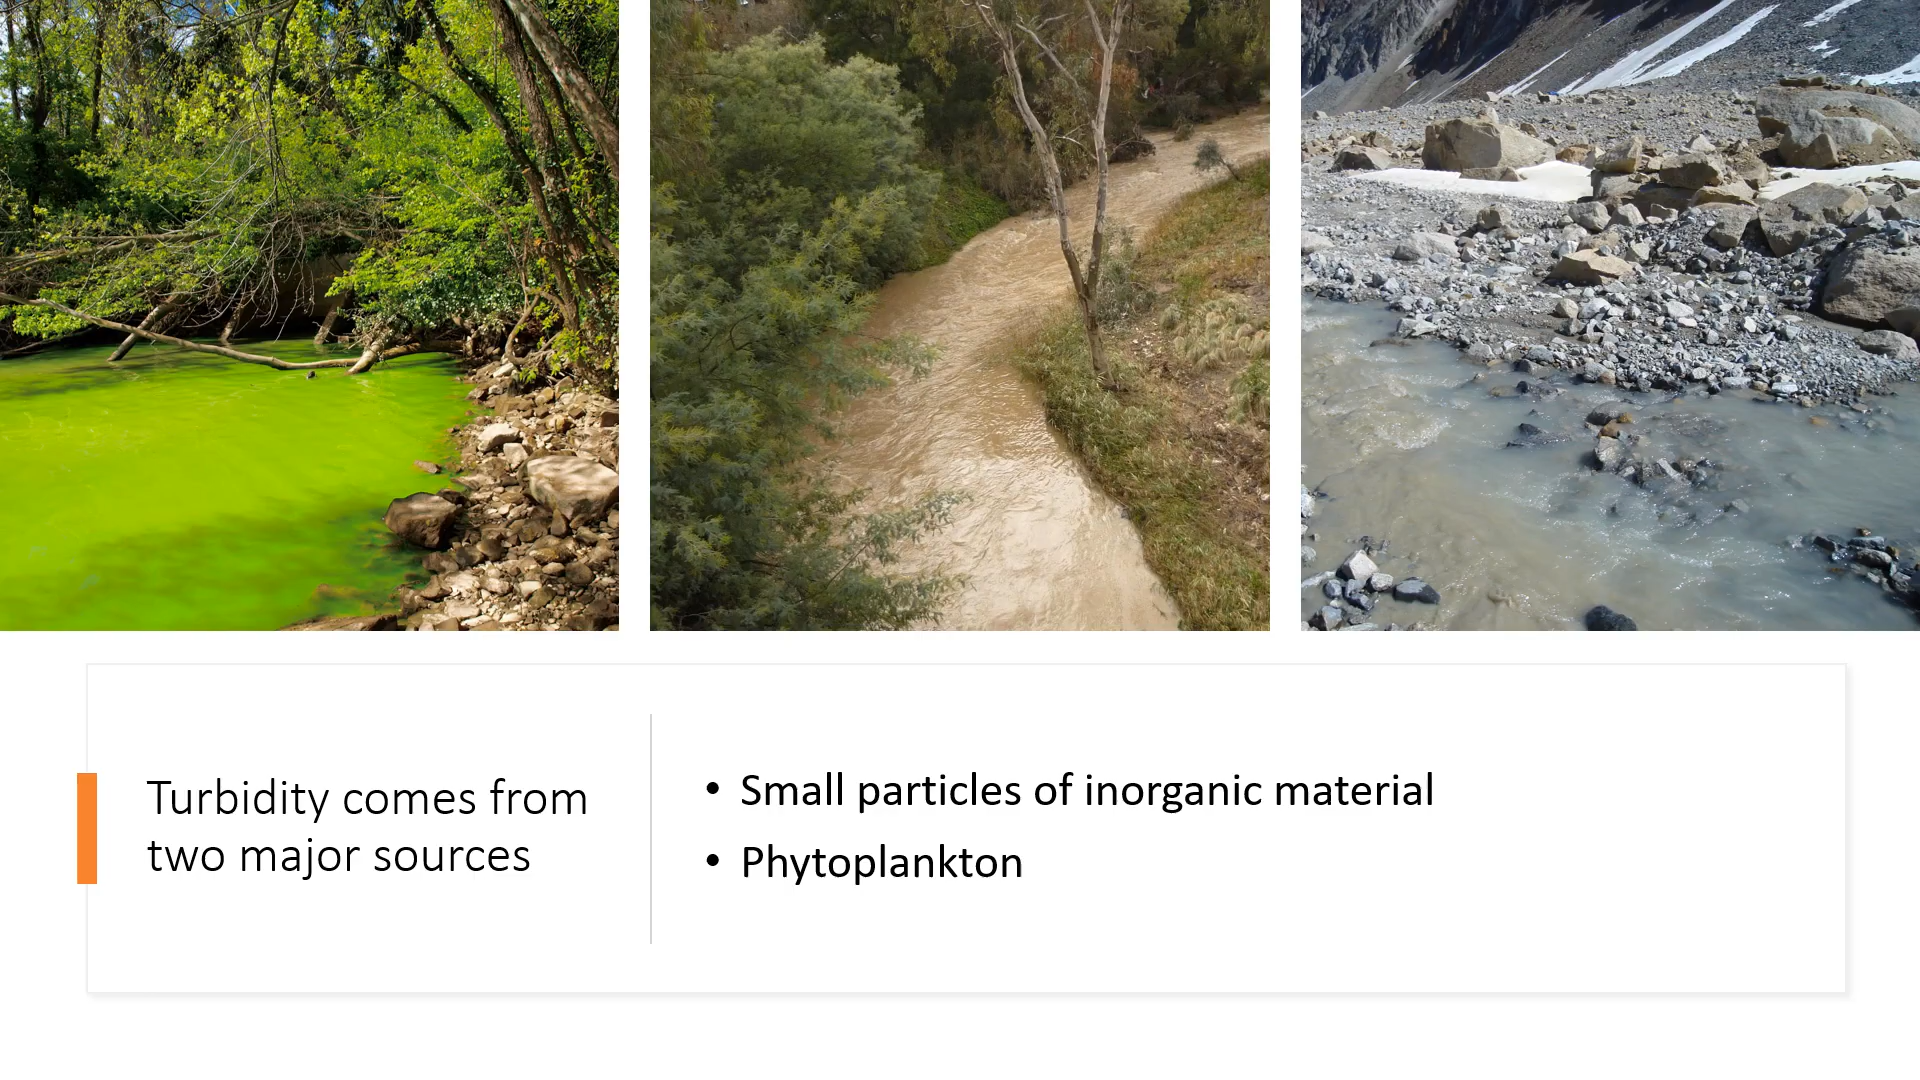 Turbidity comes from
two major sources
• Small particles of inorganic material
• Phytoplankton